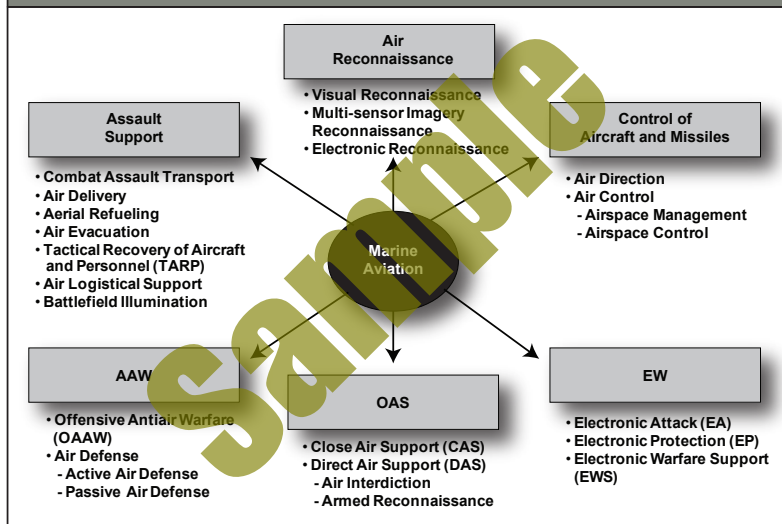 Air
Reconnaissance
• Visual Reconnaissance
• Multi-sensor Imagery
Reconnaissance
• Electronic Reconnaissance
Assault
Support
• Combat Assault Transport
• Air Delivery
• Aerial Refueling
• Air Evacuation
• Tactical Recovery of Aircraft
and Personnel (TARP)
• Air Logistical Support
• Battlefield Illumination
Control of
Aircraft and Missiles
• Air Direction
• Air Control
- Airspace Management
- Airspace Control
Marine
Aviation
AAW
• Offensive Antiair Warfare
(OAAW)
• Air Defense
- Active Air Defense
- Passive Air Defense
OAS
• Close Air Support (CAS)
• Direct Air Support (DAS)
- Air Interdiction
- Armed Reconnaissance
EW
• Electronic Attack (EA)
• Electronic Protection (EP)
• Electronic Warfare Support
(EWS)
sample